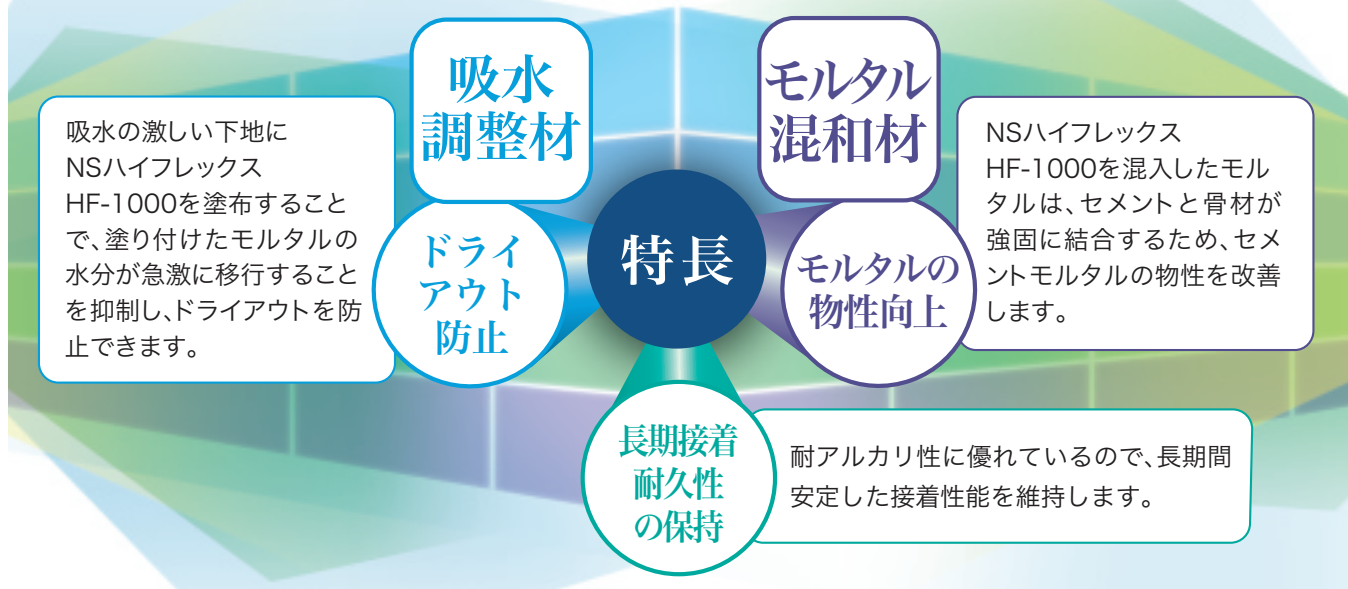 吸水
調整材
モルタル
混和材
吸水の激しい下地に
NSハイフレックス
HF-1000を塗布すること
で、塗り付けたモルタルの
水分が急激に移行すること
を抑制し、ドライアウトを防
止できます。
ドライ
アウト
防止
特長
モルタルの
物性向上
NSハイフレックス
HF-1000を混入したモル
タルは、セメントと骨材が
強固に結合するため、セメ
ントモルタルの物性を改善
します。
長期接着
耐久性
の保持
耐アルカリ性に優れているので、長期間
安定した接着性能を維持します。